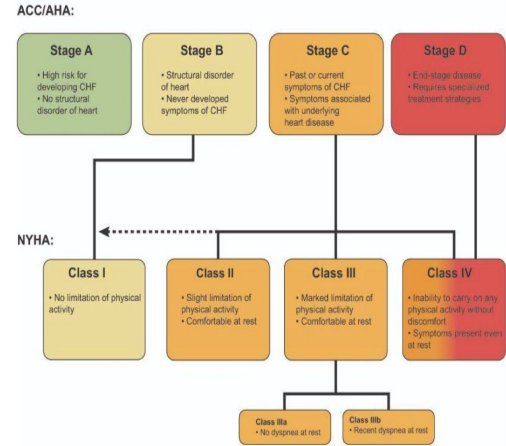 ACC/AHA:
Stage A
• High risk for
developing CHF
• No structural
disorder of heart
Stage B
• Structural disorder
of heart
• Never developed
symptoms of CHF
Stage C
• Past or current
symptoms of CHF
• Symptoms associated
with underlying
heart disease
Stage D
• End-stage disease
• Requires specialized
treatment strategies
NYHA:
Class I
• No limitation of physical
activity
Class II
• Slight limitation of
physical activity
• Comfortable at rest
Class III
• Marked limitation of
physical activity
• Comfortable at rest
Class IV
• Inability to carry on any
physical activity without
discomfort
• Symptoms present even
at rest
Class IIIa
• No dyspnea at rest
Class IIIb
• Recent dyspnea at rest